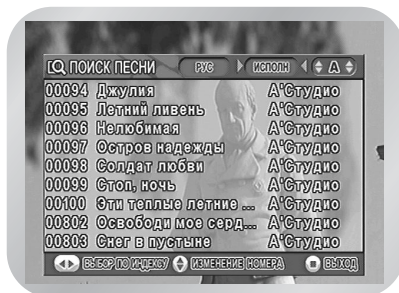 ПОИСК ПЕСНИ РУС ИСПОЛН А
00094 Джулия А'Студио
00095 Летний ливень А'Студио
00096 Нелюбимая А'Студио
00097 Остров надежды А'Студио
00098 Солдат любви А'Студио
00099 Стоп, ночь А'Студио
00100 Эти теплые летние ... А'Студио
00802 Освободи мое серд... А'Студио
00803 Снег в пустыне А'Студио
ВЫБОР ПО ИНДЕКСУ ИЗМЕНЕНИЕ НОМЕРА ВЫХОД